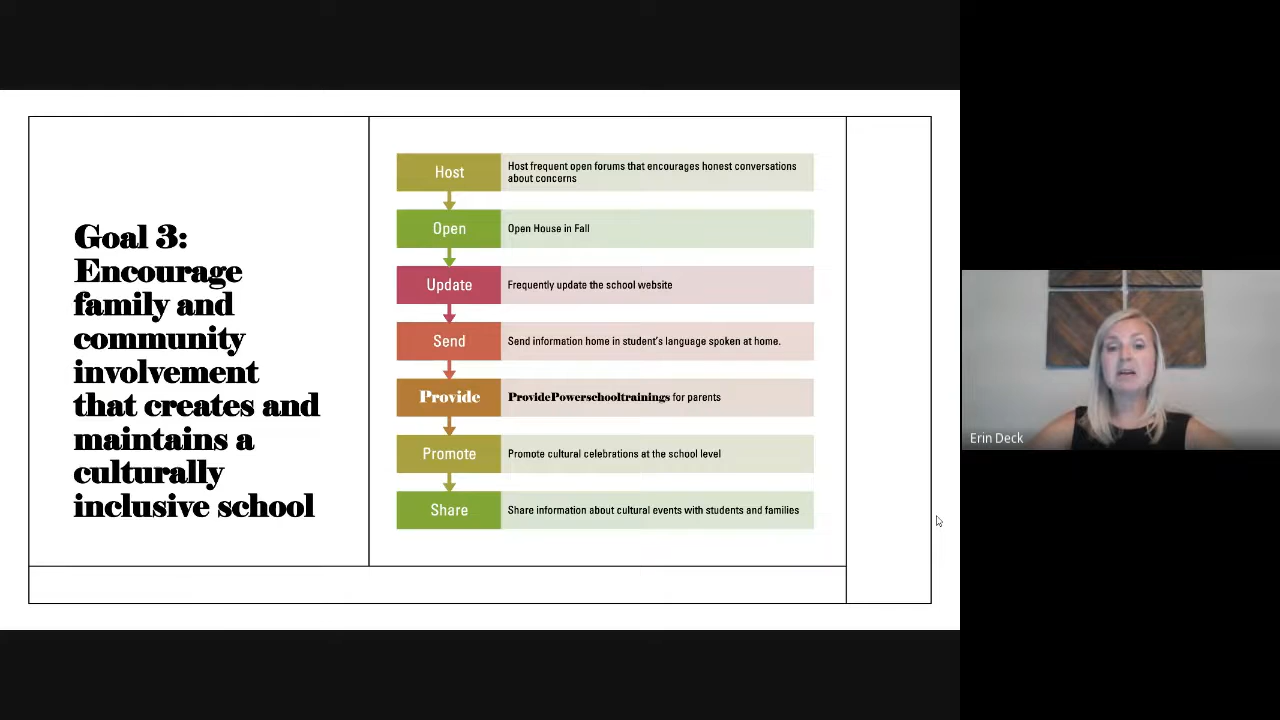 Goal 3:
Encourage
family and
community
involvement
that creates and
maintains a
culturally
inclusive school
Host
Host frequent open forums that encourages honest conversations
about concerns
Open
Open House in Fall
Update
Frequently update the school website
Send
Send information home in student's language spoken at home.
Provide
ProvidePowerschooltrainings for parents
Promote
Promote cultural celebrations at the school level
Share
Share information about cultural events with students and families
Erin Deck